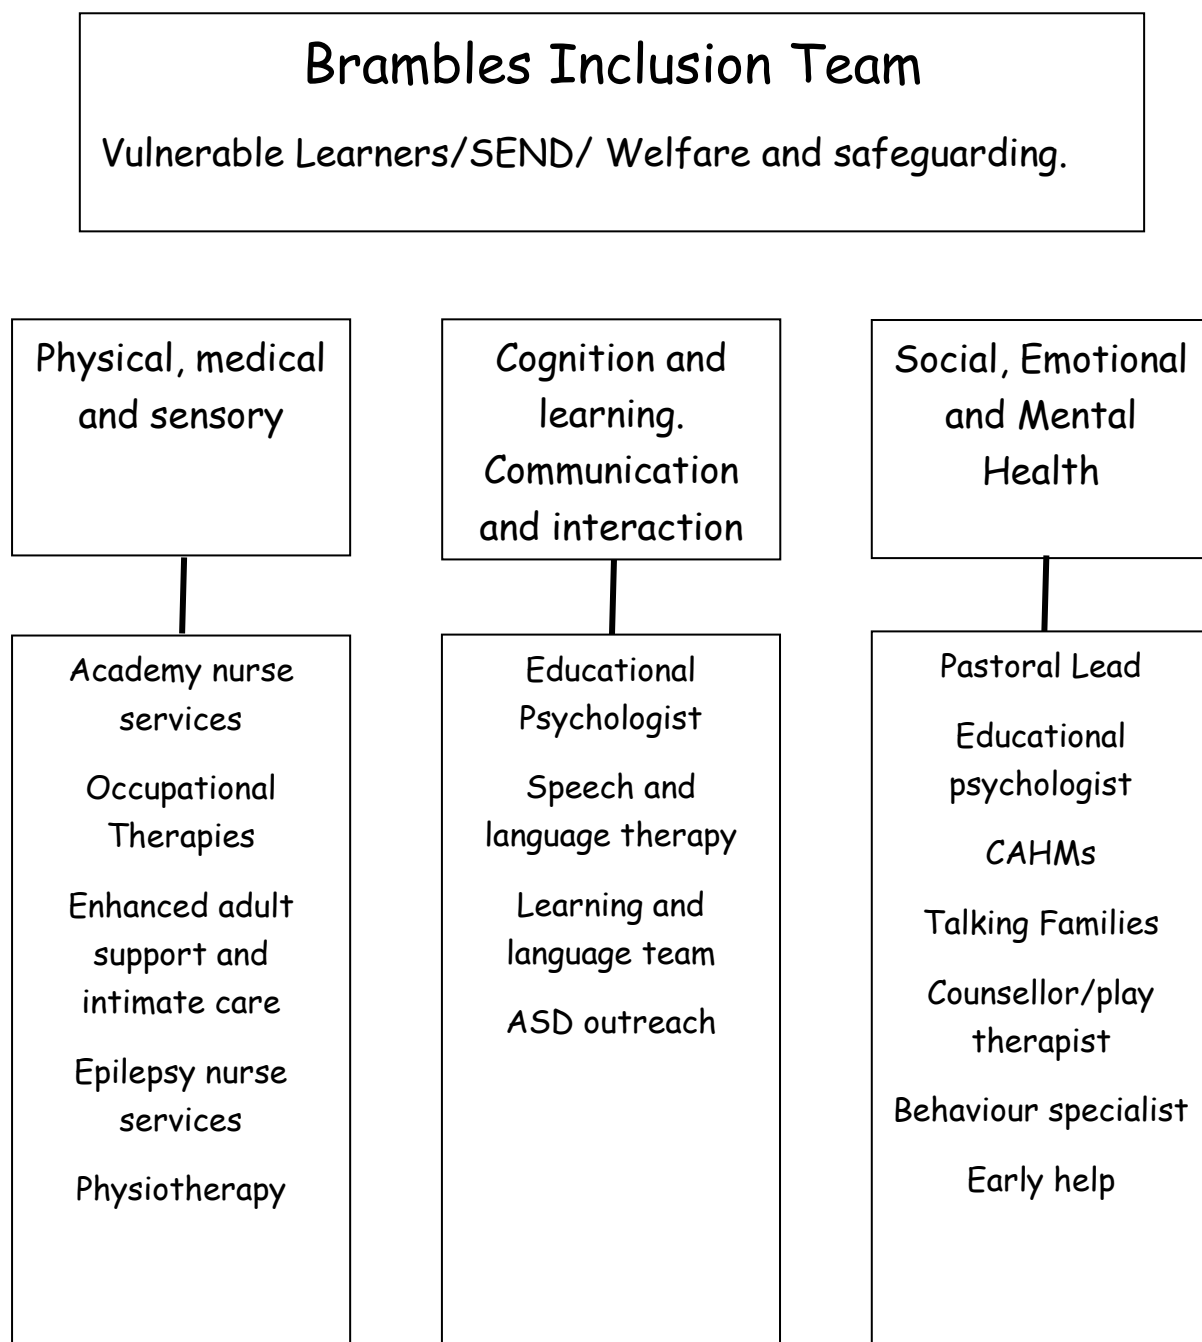 Brambles Inclusion Team
Vulnerable Learners/SEND/ Welfare and safeguarding.
Physical, medical
and sensory
Cognition and
learning.
Communication
and interaction
Social, Emotional
and Mental
Health
Academy nurse
services
Occupational
Therapies
Enhanced adult
support and
intimate care
Epilepsy nurse
services
Physiotherapy
Educational
Psychologist
Speech and
language therapy
Learning and
language team
ASD outreach
Pastoral Lead
Educational
psychologist
CAHMs
Talking Families
Counsellor/play
therapist
Behaviour specialist
Early help